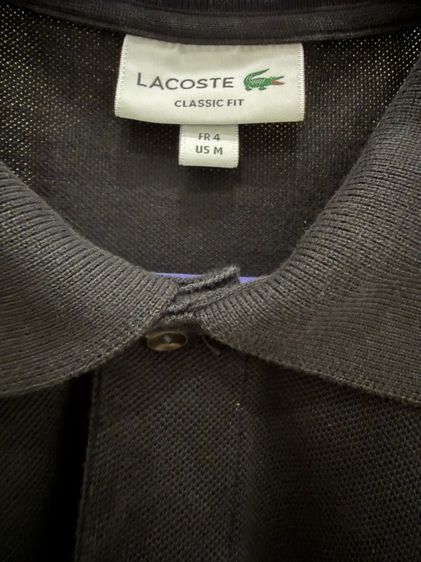 LACOSTE
CLASSIC FIT
FR 4
US M